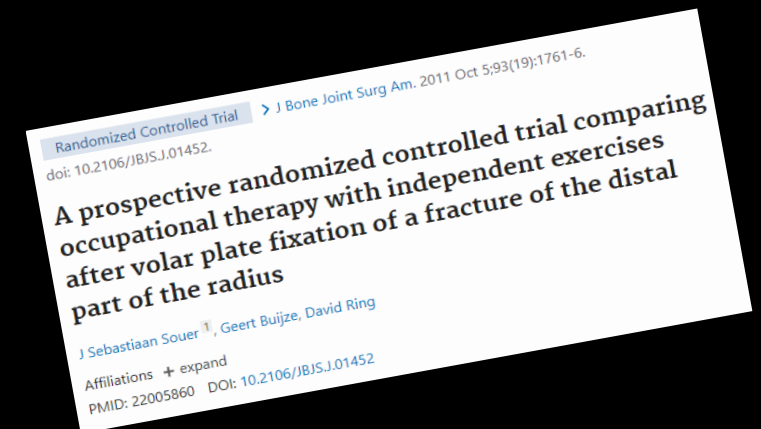 Randomized Controlled Trial > J Bone Joint Surg Am. 2011 Oct 5;93(19):1761-6.
doi: 10.2106/JBJS.J.01452.
A prospective randomized controlled trial comparing
occupational therapy with independent exercises
after volar plate fixation of a fracture of the distal
part of the radius
J Sebastiaan Souer 1, Geert Buijze, David Ring
Affiliations + expand
PMID: 22005860 DOI: 10.2106/JBJS.J.01452